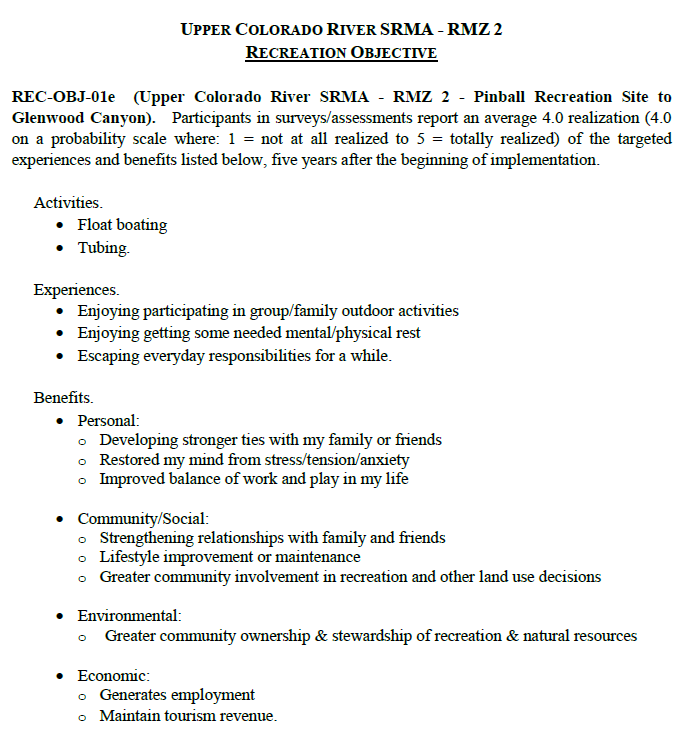 UPPER COLORADO RIVER SRMA - RMZ 2
RECREATION OBJECTIVE
REC-OBJ-01e (Upper Colorado River SRMA - RMZ 2 - Pinball Recreation Site to
Glenwood Canyon). Participants in surveys/assessments report an average 4.0 realization (4.0
on a probability scale where: 1 = not at all realized to 5 = totally realized) of the targeted
experiences and benefits listed below, five years after the beginning of implementation.
Activities.
• Float boating
• Tubing.
Experiences.
• Enjoying participating in group/family outdoor activities
• Enjoying getting some needed mental/physical rest
• Escaping everyday responsibilities for a while.
Benefits.
• Personal:
o Developing stronger ties with my family or friends
o Restored my mind from stress/tension/anxiety
o Improved balance of work and play in my life
• Community/Social:
o Strengthening relationships with family and friends
o Lifestyle improvement or maintenance
o Greater community involvement in recreation and other land use decisions
• Environmental:
o Greater community ownership & stewardship of recreation & natural resources
• Economic:
o Generates employment
o Maintain tourism revenue.